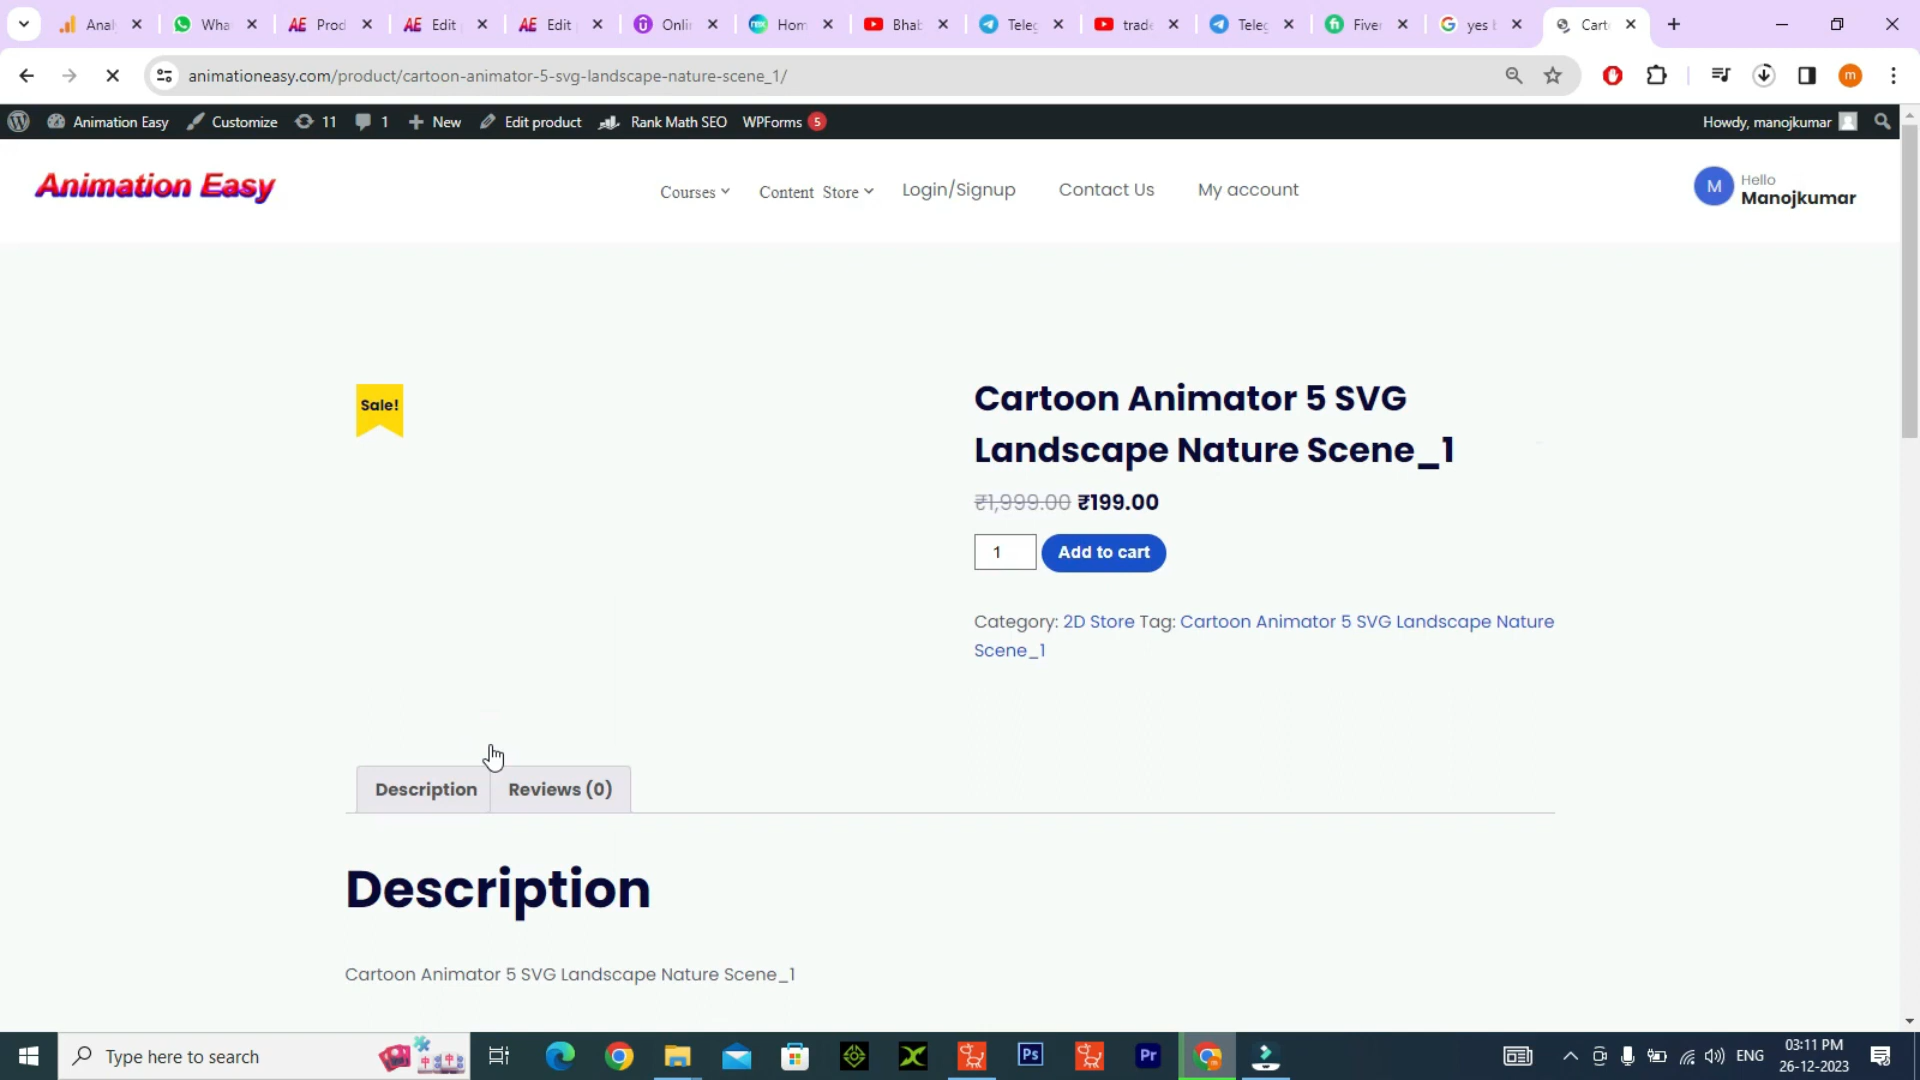 Anal
Wha
Prod
Edit
Edit
Onli
Hom
Bhab
Teleg
trade
Teleg
Fiver
yes b
Cart
animationeasy.com/product/cartoon-animator-5-svg-landscape-nature-scene_1/
m
Animation Easy
Customize
11
1
New
Edit product
Rank Math SEO
WPForms 5
Howdy, manojkumar
Animation Easy
Courses
Content Store
Login/Signup
Contact Us
My account
M
Hello
Manojkumar
Sale!
Cartoon Animator 5 SVG
Landscape Nature Scene_1
₹1,999.00 ₹199.00
1
Add to cart
Category: 2D Store Tag: Cartoon Animator 5 SVG Landscape Nature
Scene_1
Description
Reviews (0)
Description
Cartoon Animator 5 SVG Landscape Nature Scene_1
Type here to search
Ps
Pr
ENG
03:11 PM
26-12-2023